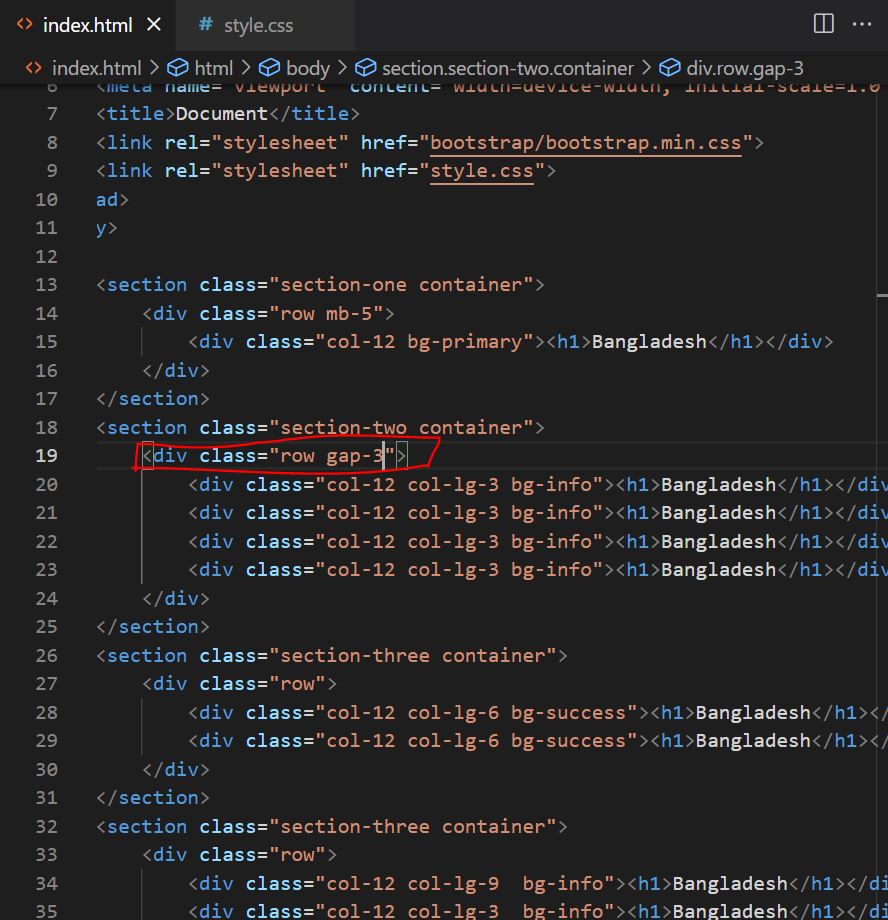 index.html × # style.css
index.html > html > body > section.section-two.container > div.row.gap-3
6 <meta name="viewport" content="width=device-width, initial-scale=1.0
7 <title>Document</title>
8 <link rel="stylesheet" href="bootstrap/bootstrap.min.css">
9 <link rel="stylesheet" href="style.css">
10 ad>
11 y>
12
13 <section class="section-one container">
14 <div class="row mb-5">
15 <div class="col-12 bg-primary"><h1>Bangladesh</h1></div>
16 </div>
17 </section>
18 <section class="section-two container">
19 <div class="row gap-3">
20 <div class="col-12 col-lg-3 bg-info"><h1>Bangladesh</h1></div
21 <div class="col-12 col-lg-3 bg-info"><h1>Bangladesh</h1></div
22 <div class="col-12 col-lg-3 bg-info"><h1>Bangladesh</h1></div
23 <div class="col-12 col-lg-3 bg-info"><h1>Bangladesh</h1></div
24 </div>
25 </section>
26 <section class="section-three container">
27 <div class="row">
28 <div class="col-12 col-lg-6 bg-success"><h1>Bangladesh</h1></
29 <div class="col-12 col-lg-6 bg-success"><h1>Bangladesh</h1></
30 </div>
31 </section>
32 <section class="section-three container">
33 <div class="row">
34 <div class="col-12 col-lg-9  bg-info"><h1>Bangladesh</h1></di
35 <div class="col-12 col-lg-3  bg-info"><h1>Bangladesh</h1></di